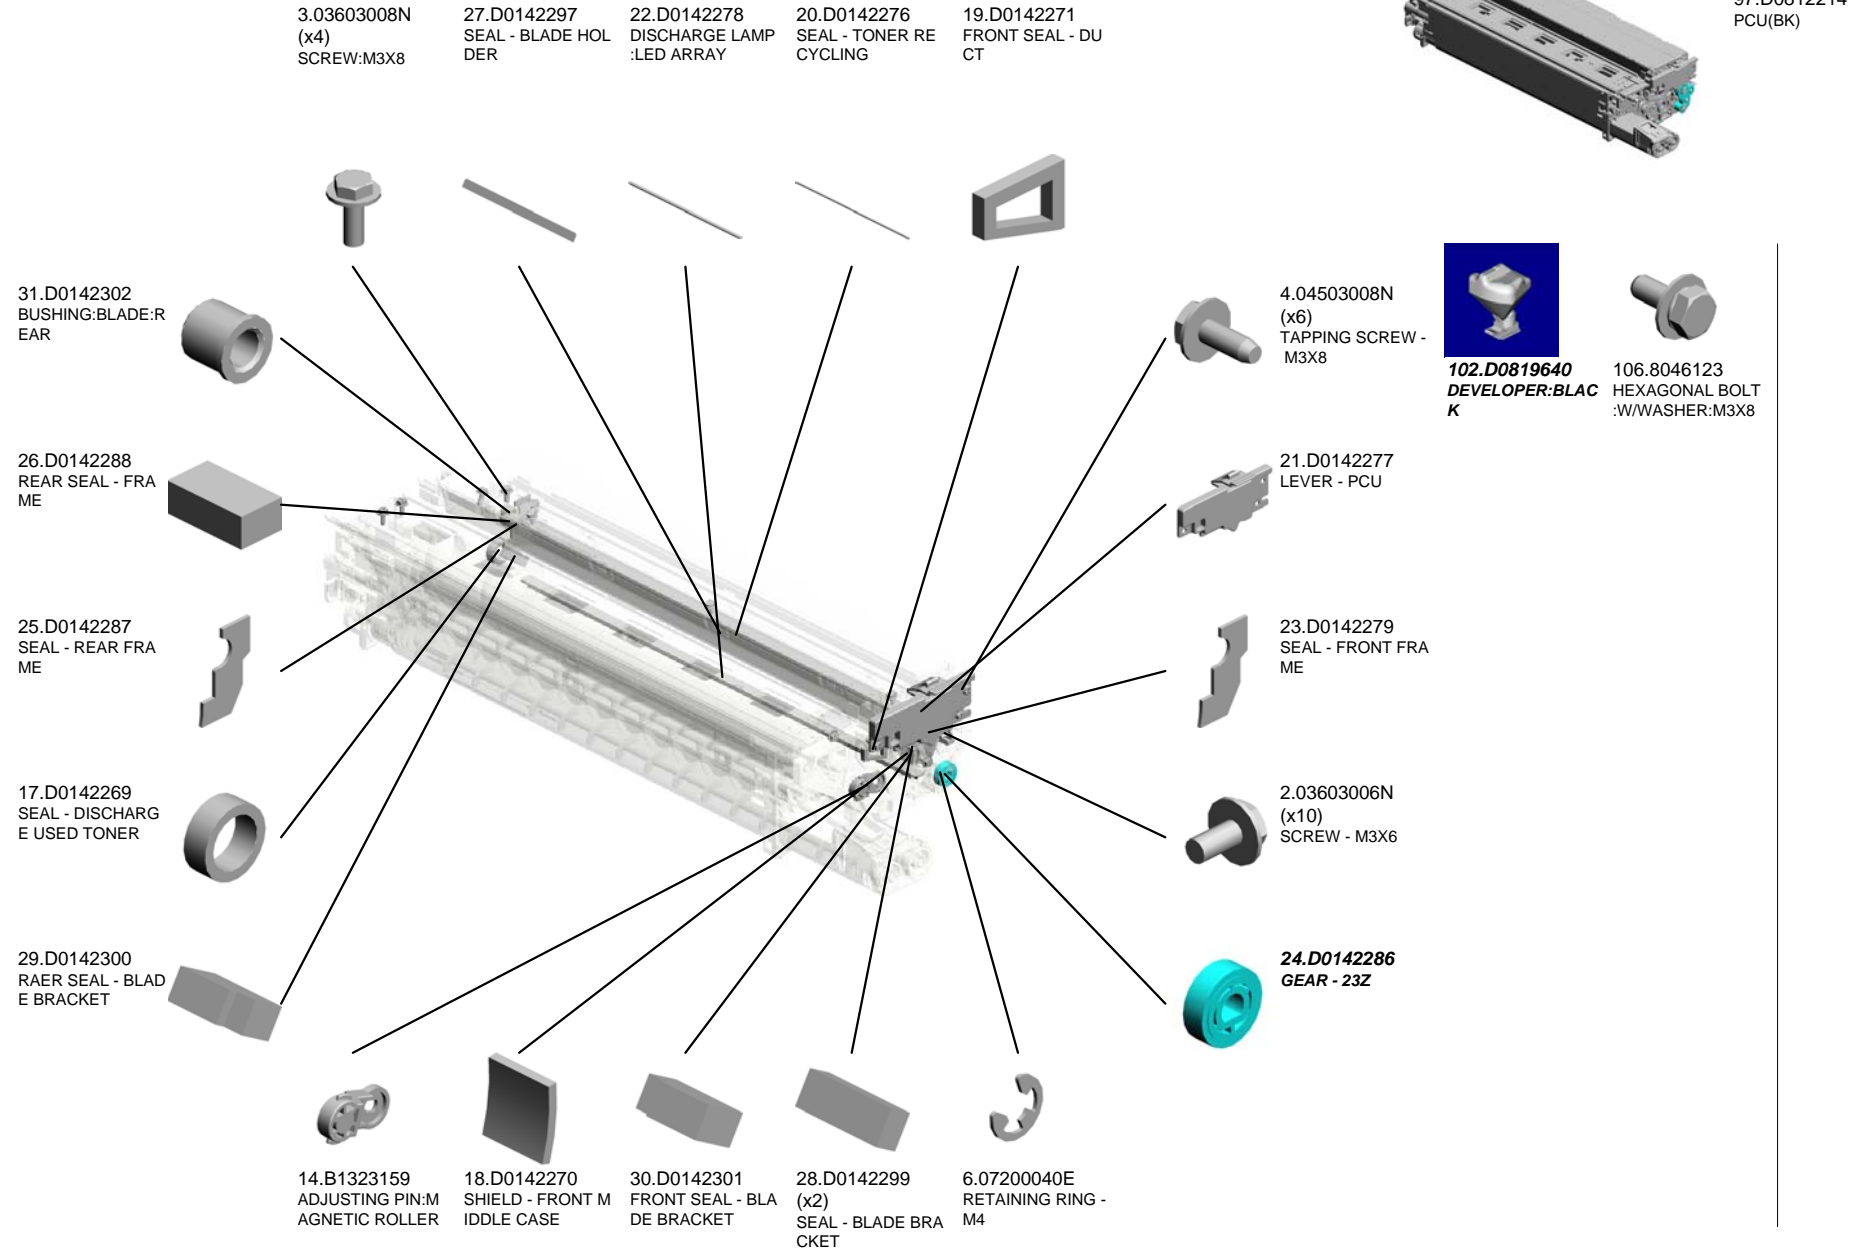 3.03603008N
(x4)
SCREW:M3X8
27.D0142297
SEAL - BLADE HOL
DER
22.D0142278
DISCHARGE LAMP
:LED ARRAY
20.D0142276
SEAL - TONER RE
CYCLING
19.D0142271
FRONT SEAL - DU
CT
97.D0812214
PCU(BK)
31.D0142302
BUSHING:BLADE:R
EAR
4.04503008N
(x6)
TAPPING SCREW -
M3X8
102.D0819640
DEVELOPER:BLAC
K
106.8046123
HEXAGONAL BOLT
:W/WASHER:M3X8
26.D0142288
REAR SEAL - FRA
ME
21.D0142277
LEVER - PCU
25.D0142287
SEAL - REAR FRA
ME
23.D0142279
SEAL - FRONT FRA
ME
17.D0142269
SEAL - DISCHARG
E USED TONER
2.03603006N
(x10)
SCREW - M3X6
29.D0142300
RAER SEAL - BLAD
E BRACKET
24.D0142286
GEAR - 23Z
14.B1323159
ADJUSTING PIN:M
AGNETIC ROLLER
18.D0142270
SHIELD - FRONT M
IDDLE CASE
30.D0142301
FRONT SEAL - BLA
DE BRACKET
28.D0142299
(x2)
SEAL - BLADE BRA
CKET
6.07200040E
RETAINING RING -
M4